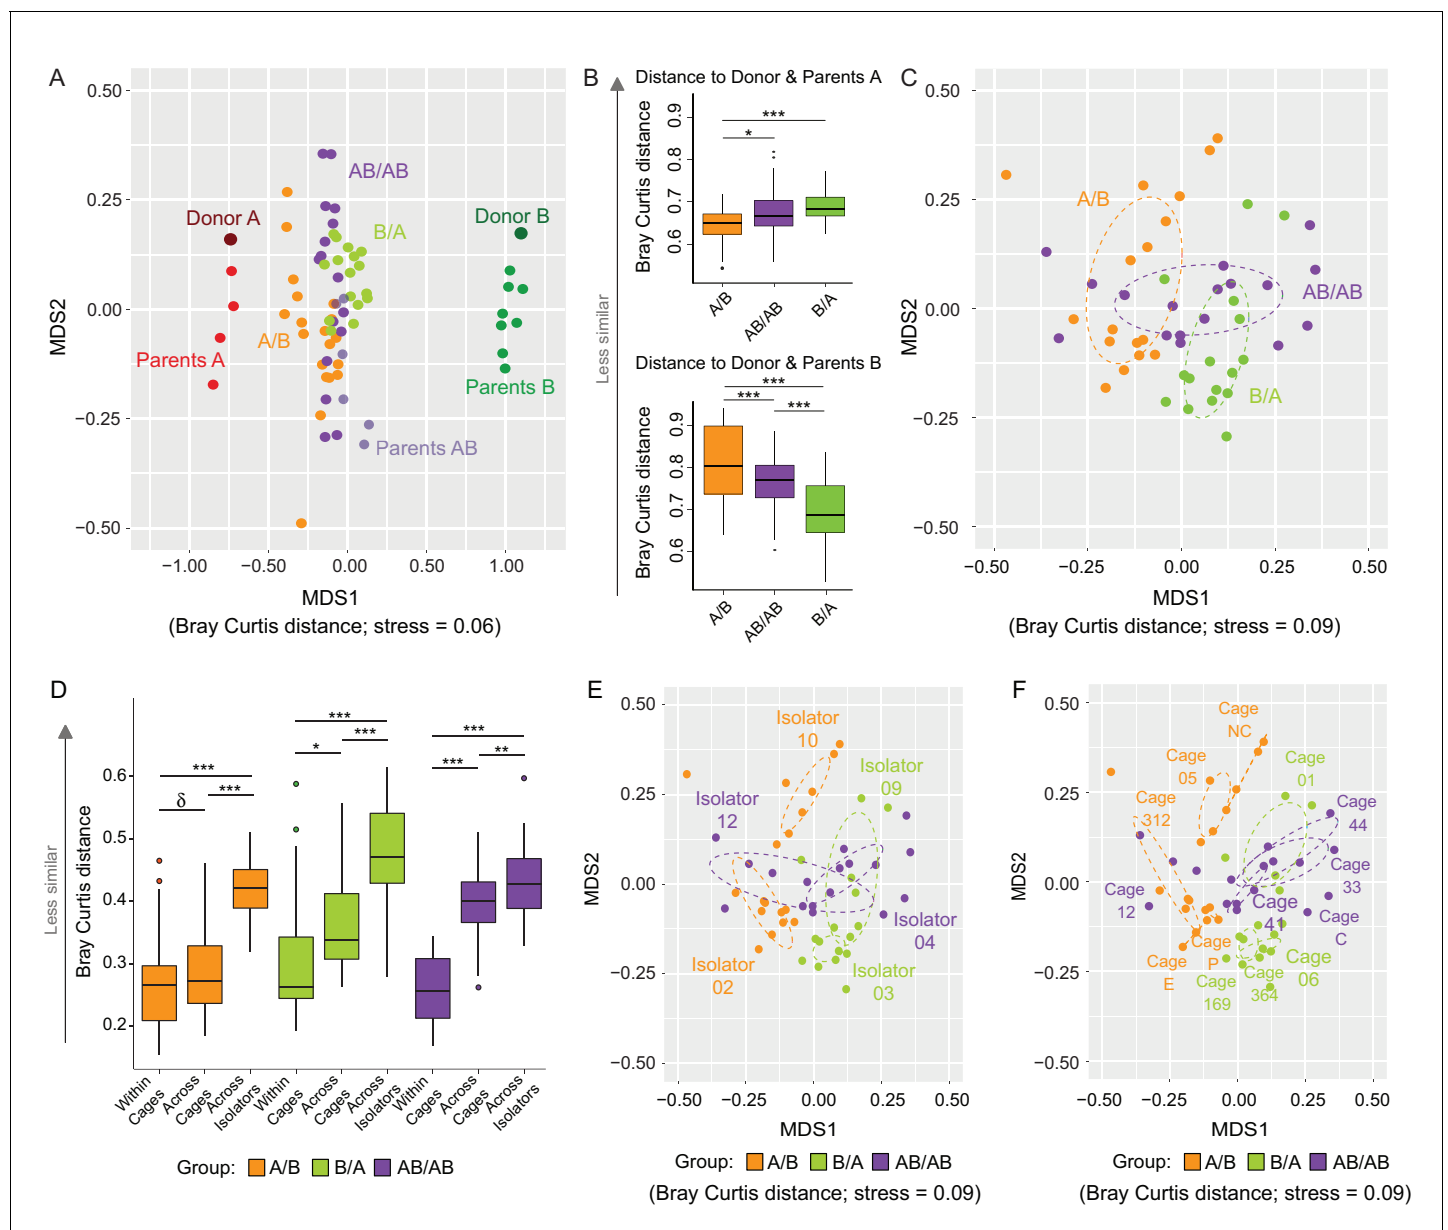 A
0.50
0.25
0.00
−0.25
−0.50
MDS2
−1.00
−0.50
0.00
0.50
1.00
MDS1
(Bray Curtis distance; stress = 0.06)
AB/AB
Donor A
Donor B
B/A
A/B
Parents A
Parents B
Parents AB
B
Distance to Donor & Parents A
Less similar
Bray Curtis distance
0.9
0.8
0.7
0.6
***
*
A/B
AB/AB
B/A
Distance to Donor & Parents B
Bray Curtis distance
0.9
0.8
0.7
0.6
***
***
***
A/B
AB/AB
B/A
C
0.50
0.25
0.00
−0.25
−0.50
MDS2
−0.50
−0.25
0.00
0.25
0.50
MDS1
(Bray Curtis distance; stress = 0.09)
A/B
AB/AB
B/A
D
Less similar
Bray Curtis distance
0.6
0.5
0.4
0.3
0.2
***
δ
***
***
*
***
***
***
**
Within
Cages
Across
Cages
Across
Isolators
Within
Cages
Across
Cages
Across
Isolators
Within
Cages
Across
Cages
Across
Isolators
Group: A/B B/A AB/AB
E
0.50
0.25
0.00
−0.25
−0.50
MDS2
Isolator
10
Isolator
09
Isolator
12
Isolator
04
Isolator
02
Isolator
03
−0.50
−0.25
0.00
0.25
0.50
MDS1
Group: A/B B/A AB/AB
(Bray Curtis distance; stress = 0.09)
F
0.50
0.25
0.00
−0.25
−0.50
MDS2
Cage
NC
Cage
05
Cage
01
Cage
312
Cage
44
Cage
33
Cage
12
Cage
41
Cage
C
Cage
P
Cage
E
Cage
06
Cage
169
Cage
364
−0.50
−0.25
0.00
0.25
0.50
MDS1
Group: A/B B/A AB/AB
(Bray Curtis distance; stress = 0.09)